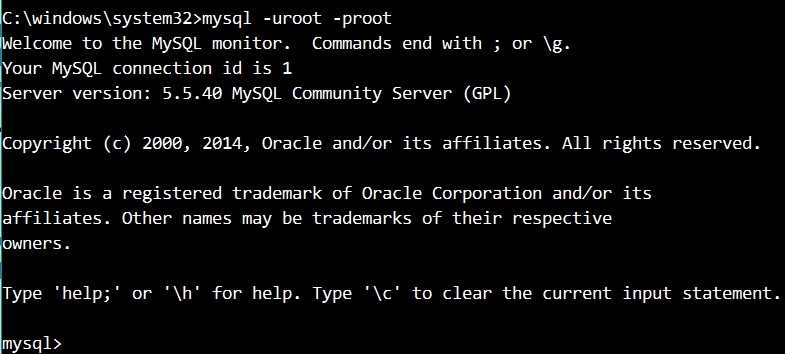 C:\windows\system32>mysql -uroot -proot
Welcome to the MySQL monitor.  Commands end with ; or \g.
Your MySQL connection id is 1
Server version: 5.5.40 MySQL Community Server (GPL)
Copyright (c) 2000, 2014, Oracle and/or its affiliates. All rights reserved.
Oracle is a registered trademark of Oracle Corporation and/or its
affiliates. Other names may be trademarks of their respective
owners.
Type 'help;' or '\h' for help. Type '\c' to clear the current input statement.
mysql>